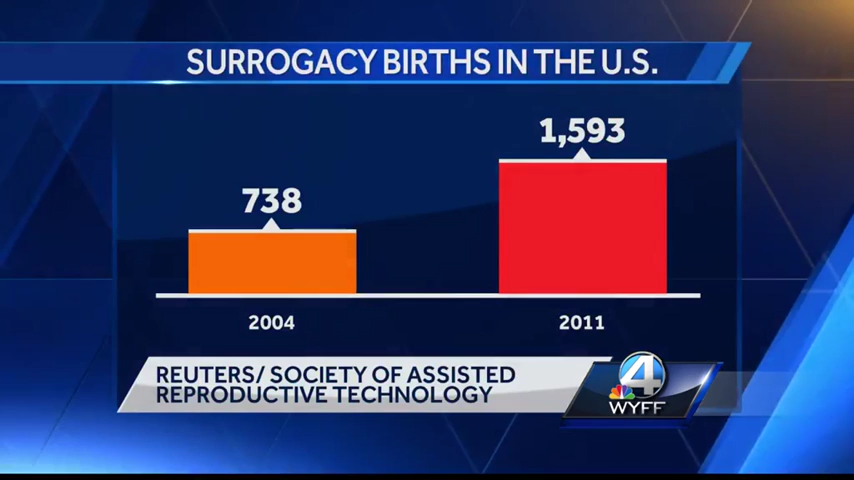 SURROGACY BIRTHS IN THE U.S.
1,593
738
2004
2011
REUTERS/ SOCIETY OF ASSISTED
REPRODUCTIVE TECHNOLOGY
4
WYFF